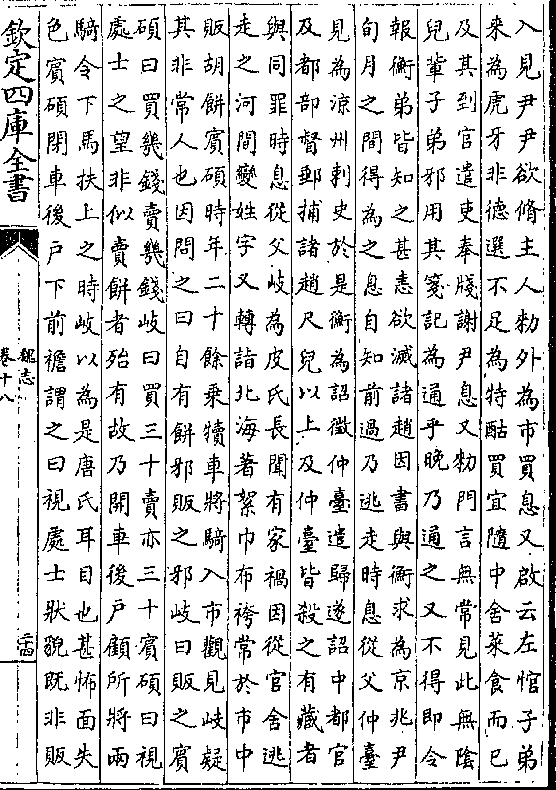 入見尹尹欲脩主人勑外為市買息又啟云左悺子弟
來為虎牙非德選不足為特酤買宜隨中舍菜食而已
及其到官遣吏奉牋謝尹息又勑門言無常見此無陰
兒輩子弟邪用其箋記為通乎晚乃通之又不得即令
報衡弟皆知之甚恚欲滅諸趙因書與衡求為京兆尹
旬月之間得為之息自知前過乃逃走時息從父仲臺
見為涼州刺史於是衡為詔徵仲臺遣歸遂詔中都官
及都部督郵捕諸趙尺兒以上及仲臺皆殺之有藏者
與同罪時息從父岐為皮氏長聞有家禍因從官舍逃
走之河間變姓字又轉詣北海著絮巾布袴常於市中
販胡餅賓碩時年二十餘乘犢車將騎入市觀見岐疑
其非常人也因問之曰自有餅邪販之邪岐曰販之賓
碩曰買幾錢賣幾錢岐曰買三十賣亦三十賓碩曰視
處士之望非似賣餅者殆有故乃開車後戶顧所將兩
騎令下馬扶上之時岐以為是唐氏耳目也甚怖面失
色賓碩閉車後戶下前襜謂之曰視處士狀貌既非販
欽定四庫全書
魏志
卷十八
二四